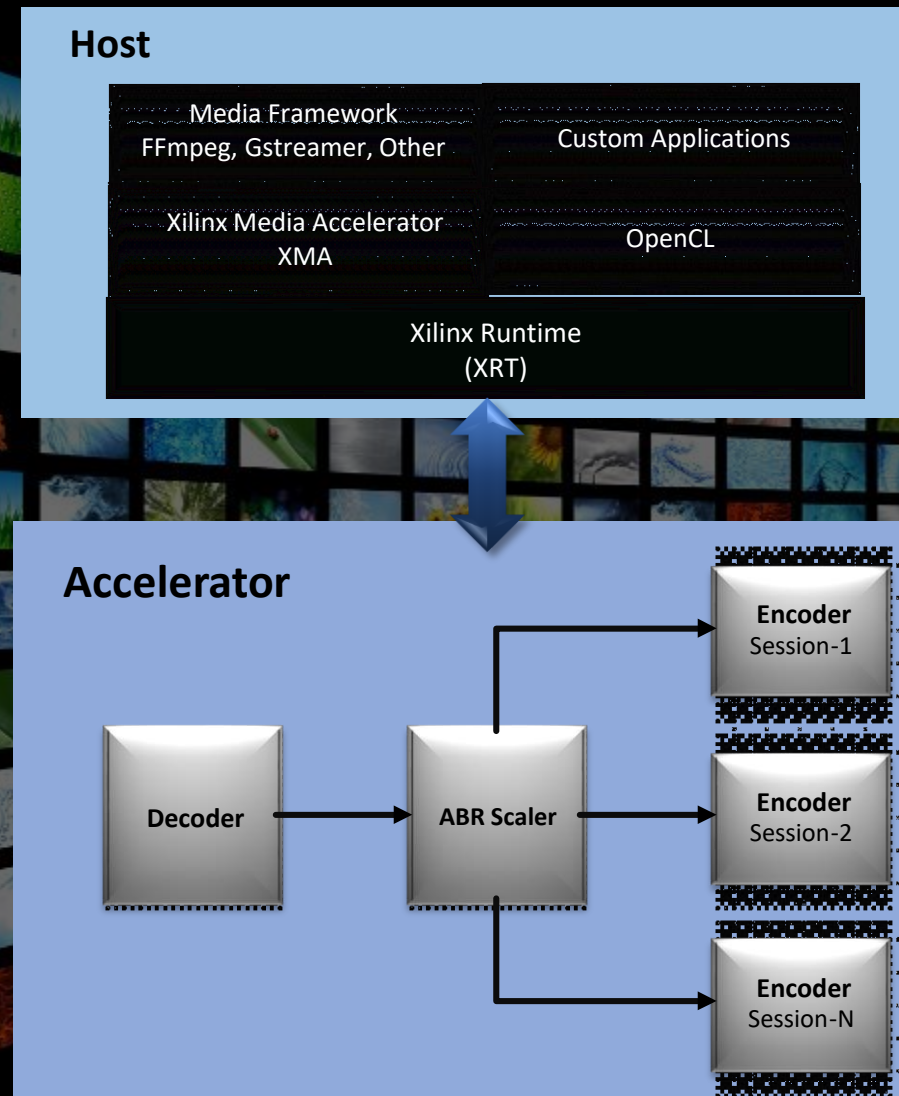 Host
Media Framework
FFmpeg, Gstreamer, Other
Custom Applications
Xilinx Media Accelerator
XMA
OpenCL
Xilinx Runtime
(XRT)
Accelerator
Encoder
Session-1
Decoder
ABR Scaler
Encoder
Session-2
Encoder
Session-N